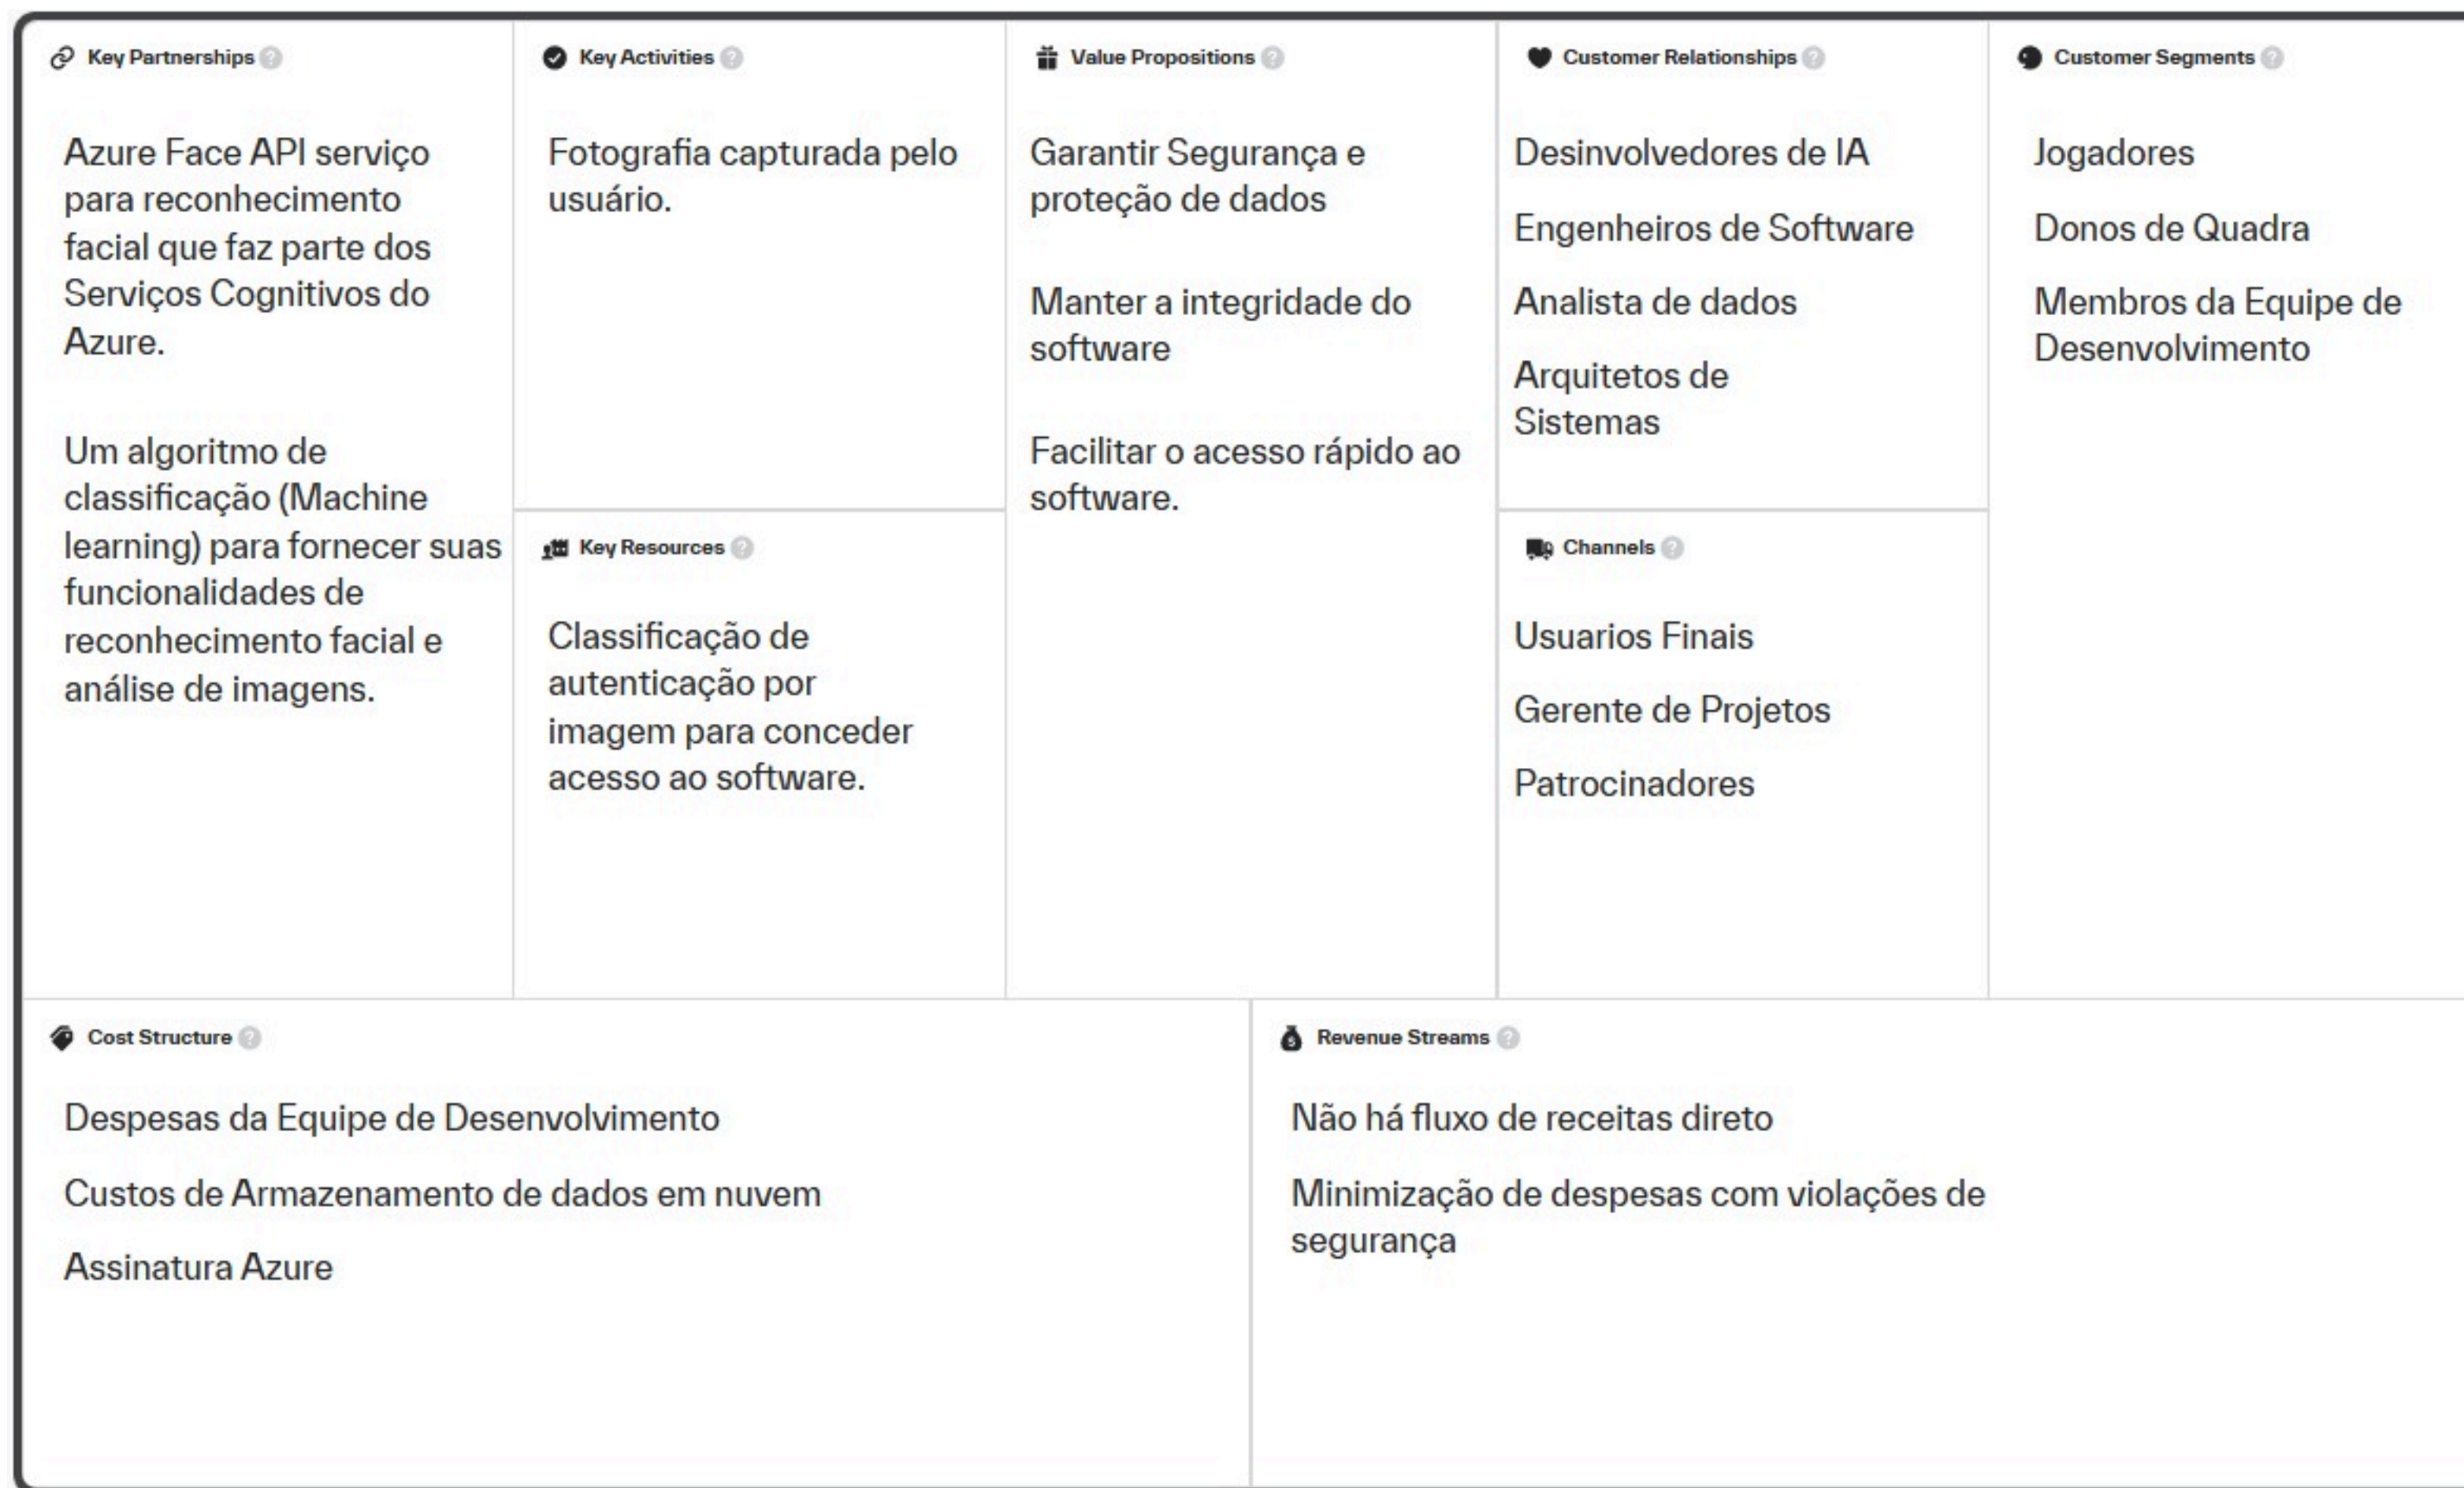 Key Partnerships ?
Azure Face API serviço
para reconhecimento
facial que faz parte dos
Serviços Cognitivos do
Azure.
Um algoritmo de
classificação (Machine
learning) para fornecer suas
funcionalidades de
reconhecimento facial e
análise de imagens.
Key Activities ?
Fotografia capturada pelo
usuário.
Key Resources ?
Classificação de
autenticação por
imagem para conceder
acesso ao software.
Value Propositions ?
Garantir Segurança e
proteção de dados
Manter a integridade do
software
Facilitar o acesso rápido ao
software.
Customer Relationships ?
Desinvolvedores de IA
Engenheiros de Software
Analista de dados
Arquitetos de
Sistemas
Channels ?
Usuarios Finais
Gerente de Projetos
Patrocinadores
Customer Segments ?
Jogadores
Donos de Quadra
Membros da Equipe de
Desenvolvimento
Cost Structure ?
Despesas da Equipe de Desenvolvimento
Custos de Armazenamento de dados em nuvem
Assinatura Azure
Revenue Streams ?
Não há fluxo de receitas direto
Minimização de despesas com violações de
segurança